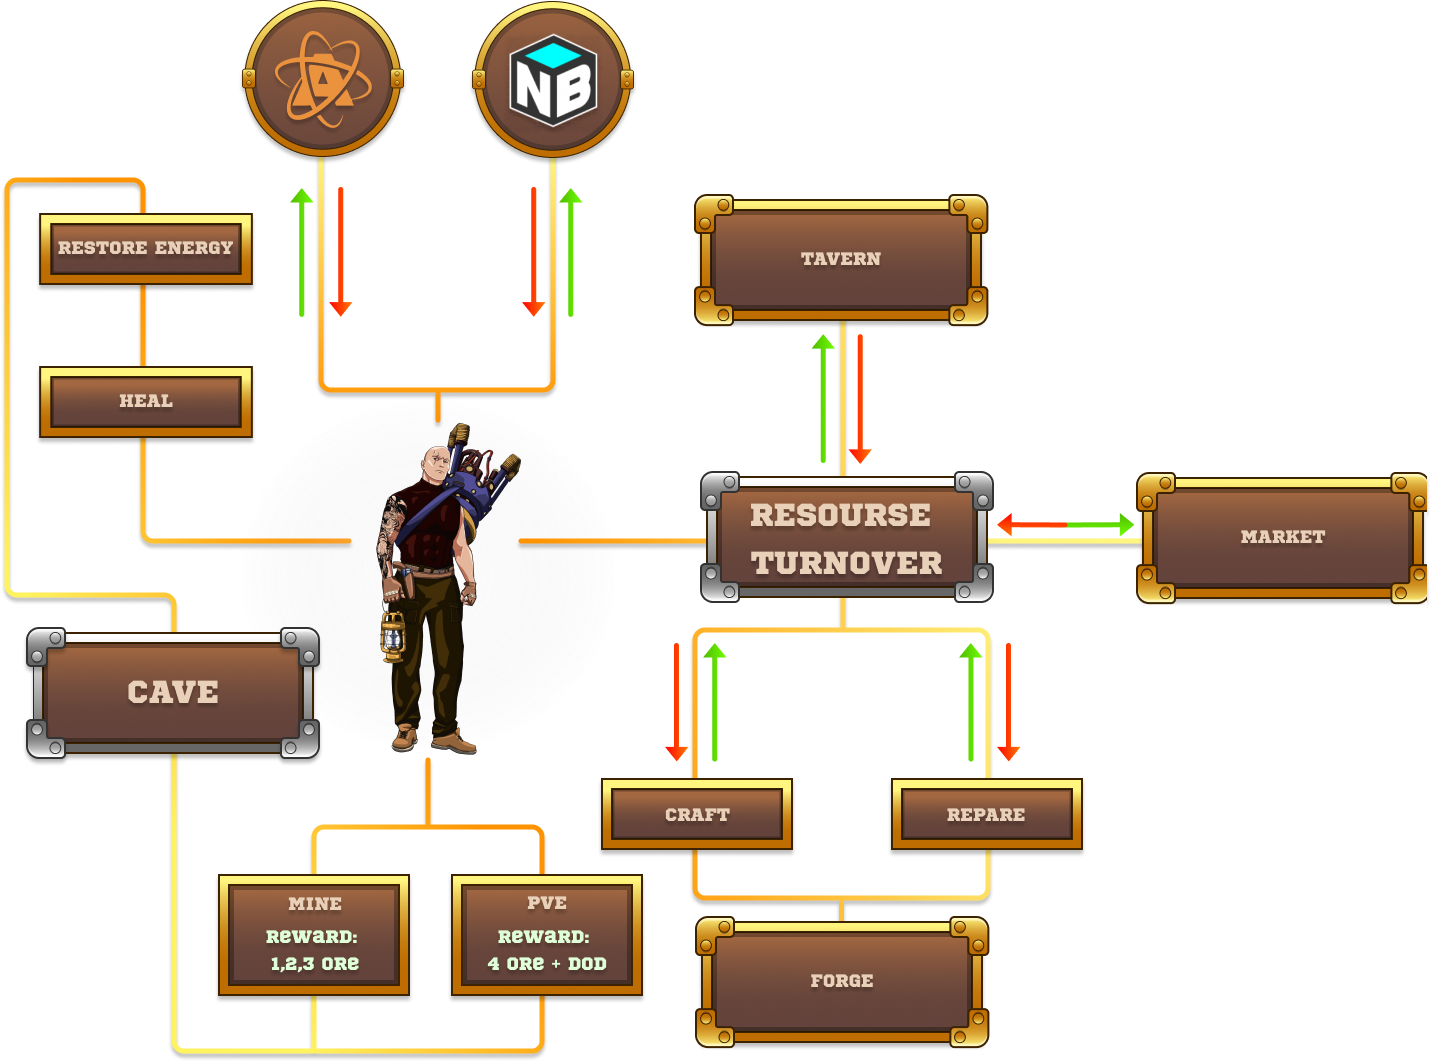 A
NB
RESTORE ENERGY
TAVERN
HEAL
RESOURSE
TURNOVER
MARKET
CAVE
CRAFT
REPARE
MINE
REWARD:
1,2,3 ORE
PVE
REWARD:
4 ORE + DOD
FORGE